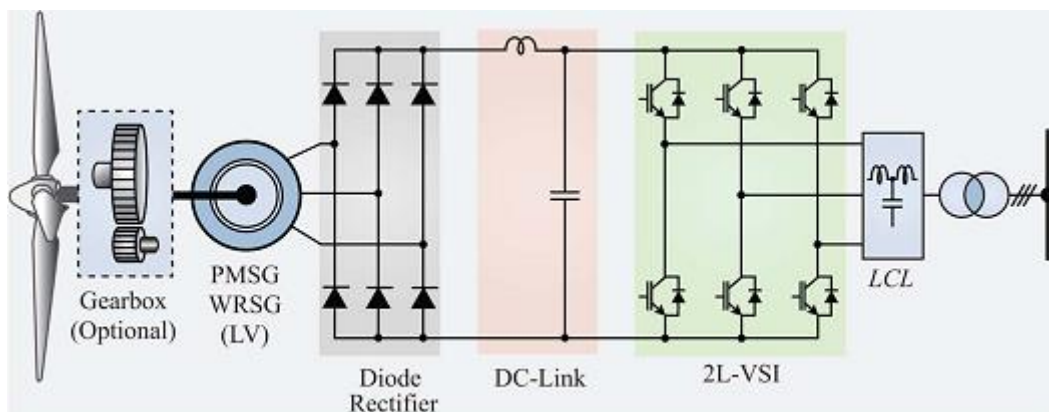 Gearbox
(Optional)
PMSG
WRSG
(LV)
Diode
Rectifier
DC-Link
2L-VSI
LCL